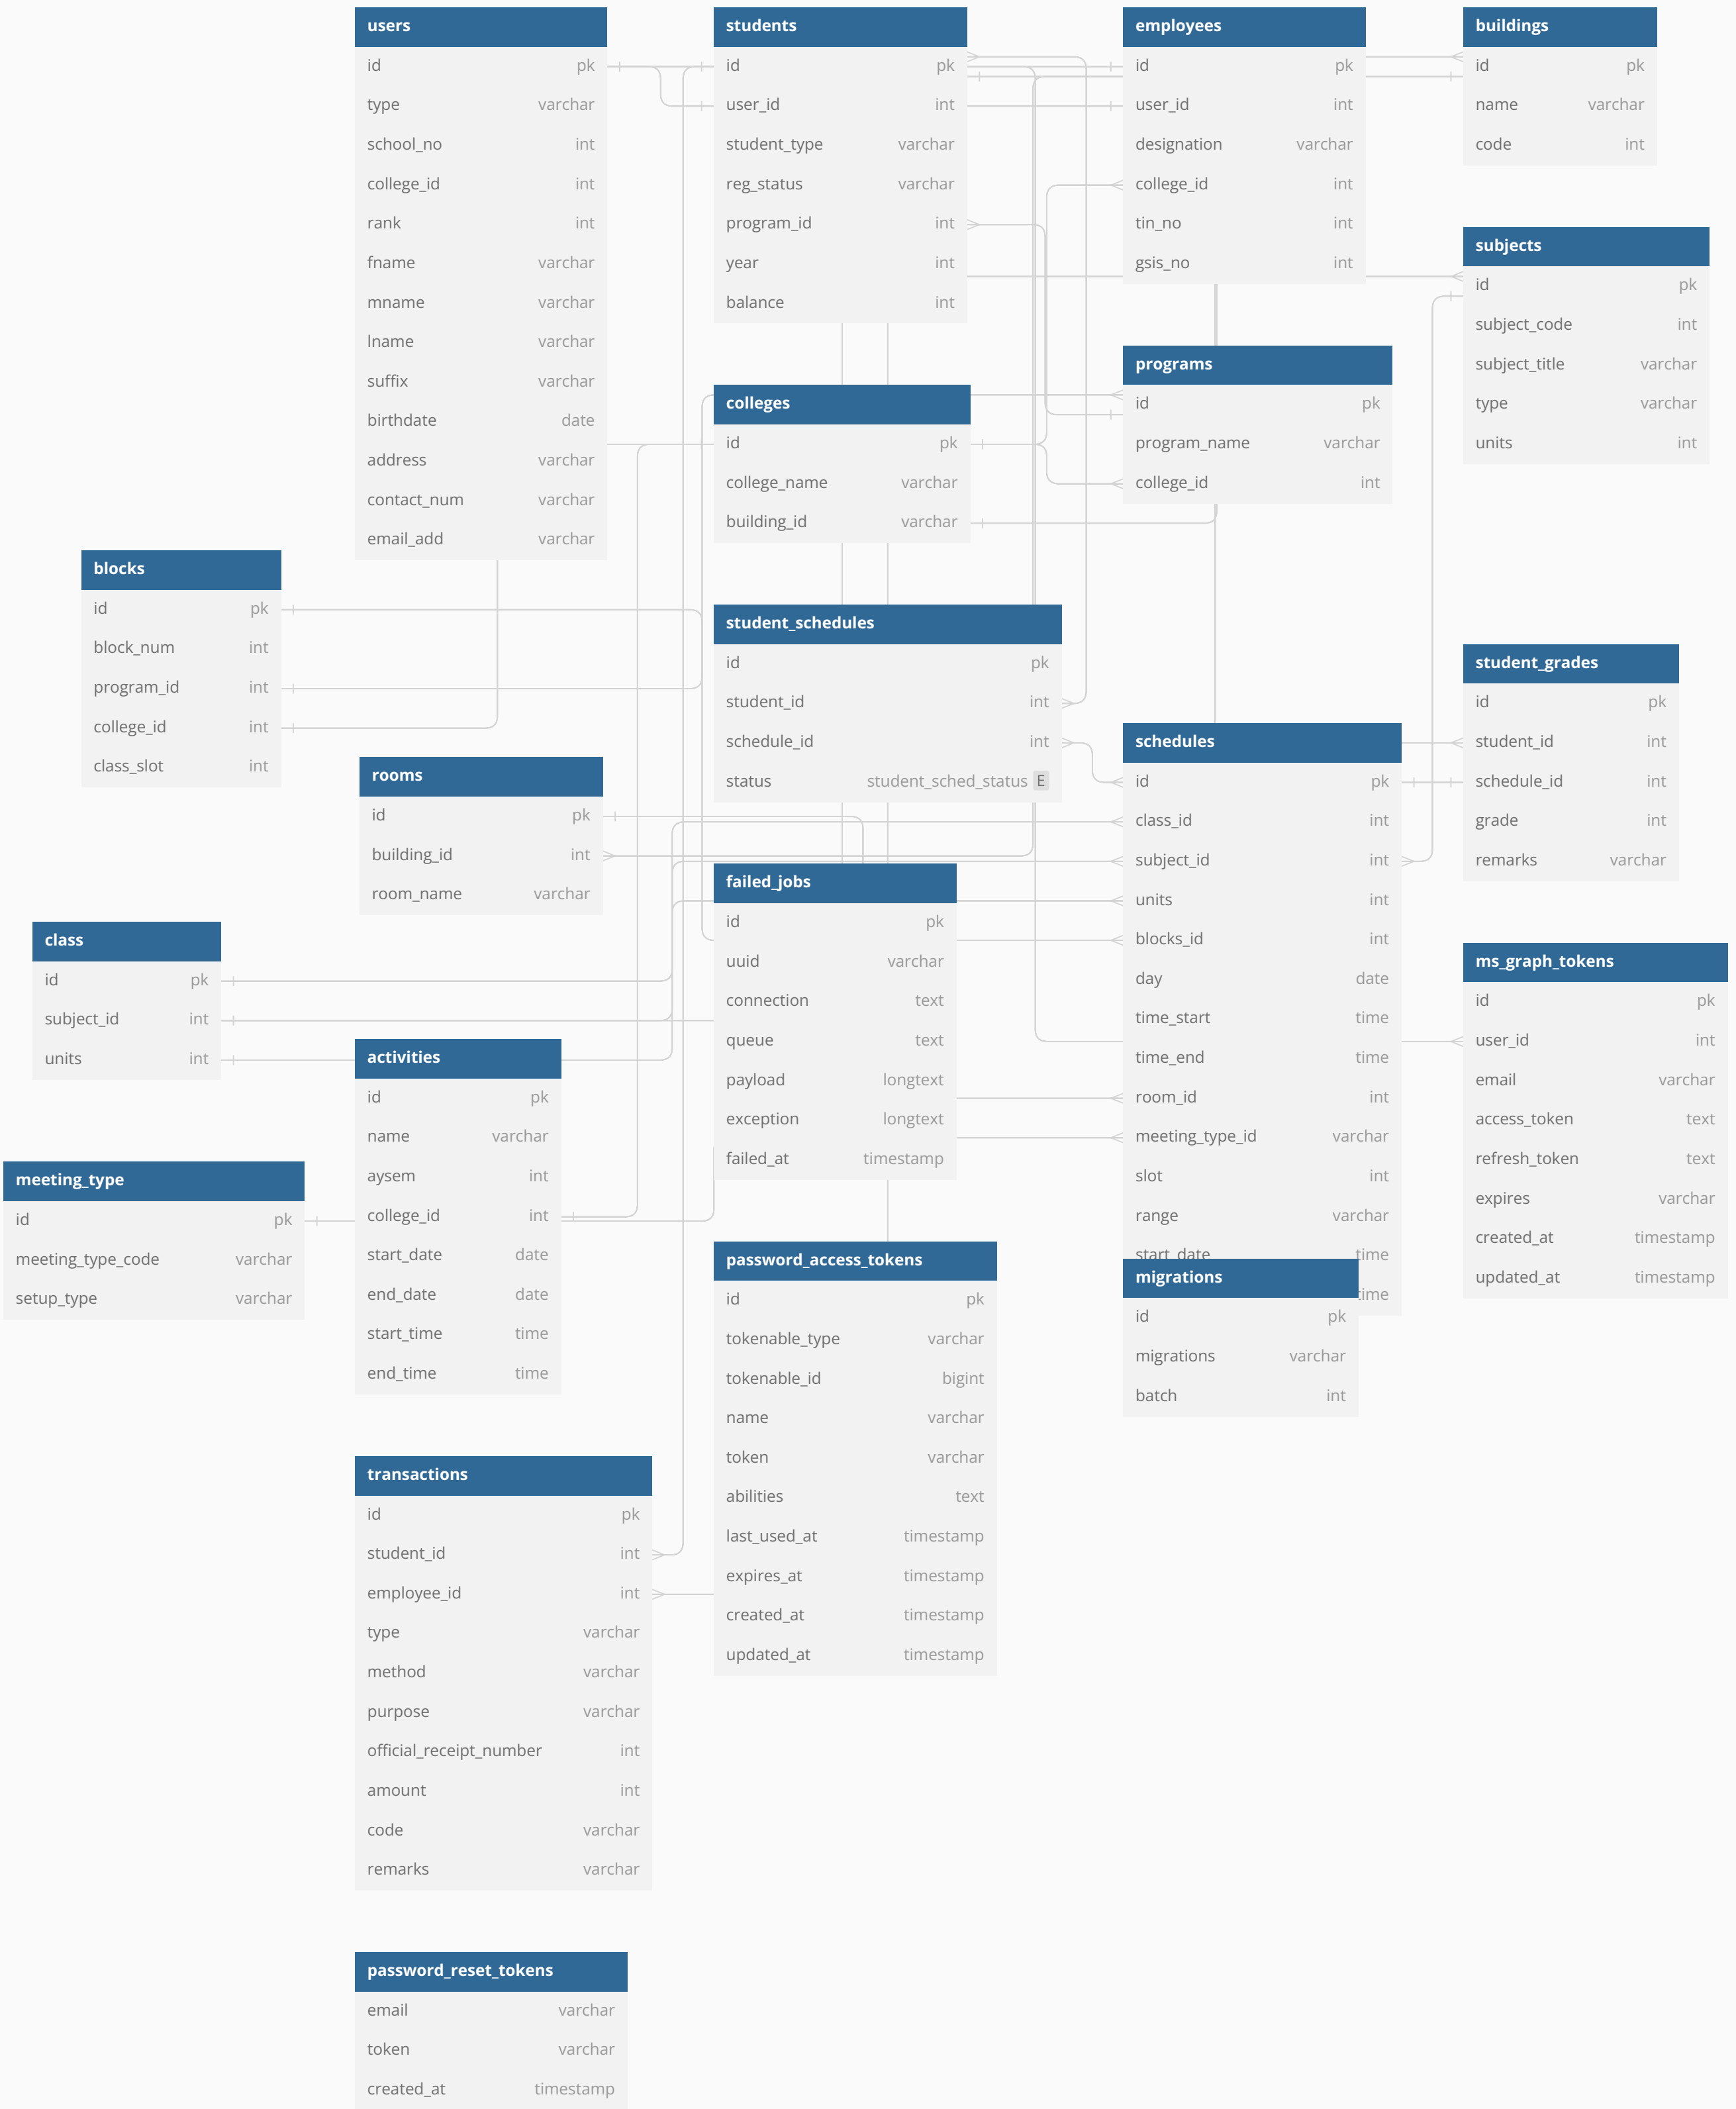 users
id pk
type varchar
school_no int
college_id int
rank int
fname varchar
mname varchar
lname varchar
suffix varchar
birthdate date
address varchar
contact_num varchar
email_add varchar
students
id pk
user_id int
student_type varchar
reg_status varchar
program_id int
year int
balance int
employees
id pk
user_id int
designation varchar
college_id int
tin_no int
gsis_no int
buildings
id pk
name varchar
code int
subjects
id pk
subject_code int
subject_title varchar
type varchar
units int
programs
id pk
program_name varchar
college_id int
colleges
id pk
college_name varchar
building_id varchar
blocks
id pk
block_num int
program_id int
college_id int
class_slot int
student_schedules
id pk
student_id int
schedule_id int
status student_sched_status E
student_grades
id pk
student_id int
schedule_id int
grade int
remarks varchar
rooms
id pk
building_id int
room_name varchar
schedules
id pk
class_id int
subject_id int
units int
blocks_id int
day date
time_start time
time_end time
room_id int
meeting_type_id varchar
slot int
range varchar
start_date time
time
failed_jobs
id pk
uuid varchar
connection text
queue text
payload longtext
exception longtext
failed_at timestamp
class
id pk
subject_id int
units int
ms_graph_tokens
id pk
user_id int
email varchar
access_token text
refresh_token text
expires varchar
created_at timestamp
updated_at timestamp
activities
id pk
name varchar
aysem int
college_id int
start_date date
end_date date
start_time time
end_time time
meeting_type
id pk
meeting_type_code varchar
setup_type varchar
password_access_tokens
id pk
tokenable_type varchar
tokenable_id bigint
name varchar
token varchar
abilities text
last_used_at timestamp
expires_at timestamp
created_at timestamp
updated_at timestamp
migrations
id pk
migrations varchar
batch int
transactions
id pk
student_id int
employee_id int
type varchar
method varchar
purpose varchar
official_receipt_number int
amount int
code varchar
remarks varchar
password_reset_tokens
email varchar
token varchar
created_at timestamp